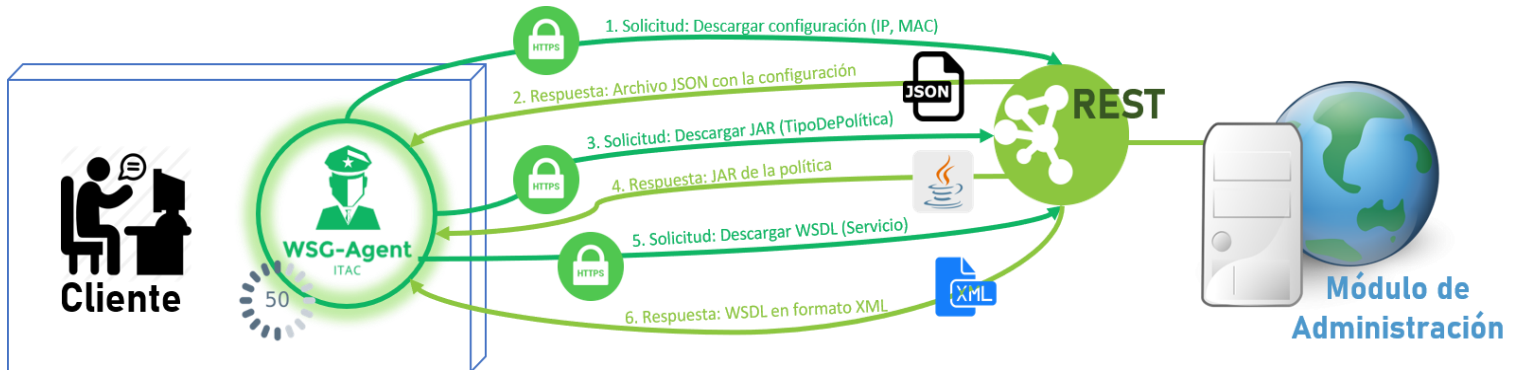 1. Solicitud: Descargar configuración (IP, MAC)
HTTPS
2. Respuesta: Archivo JSON con la configuración
JSON
REST
3. Solicitud: Descargar JAR (TipoDePolítica)
HTTPS
4. Respuesta: JAR de la política
5. Solicitud: Descargar WSDL (Servicio)
HTTPS
6. Respuesta: WSDL en formato XML
XML
WSG-Agent
ITAC
50
Cliente
Módulo de
Administración